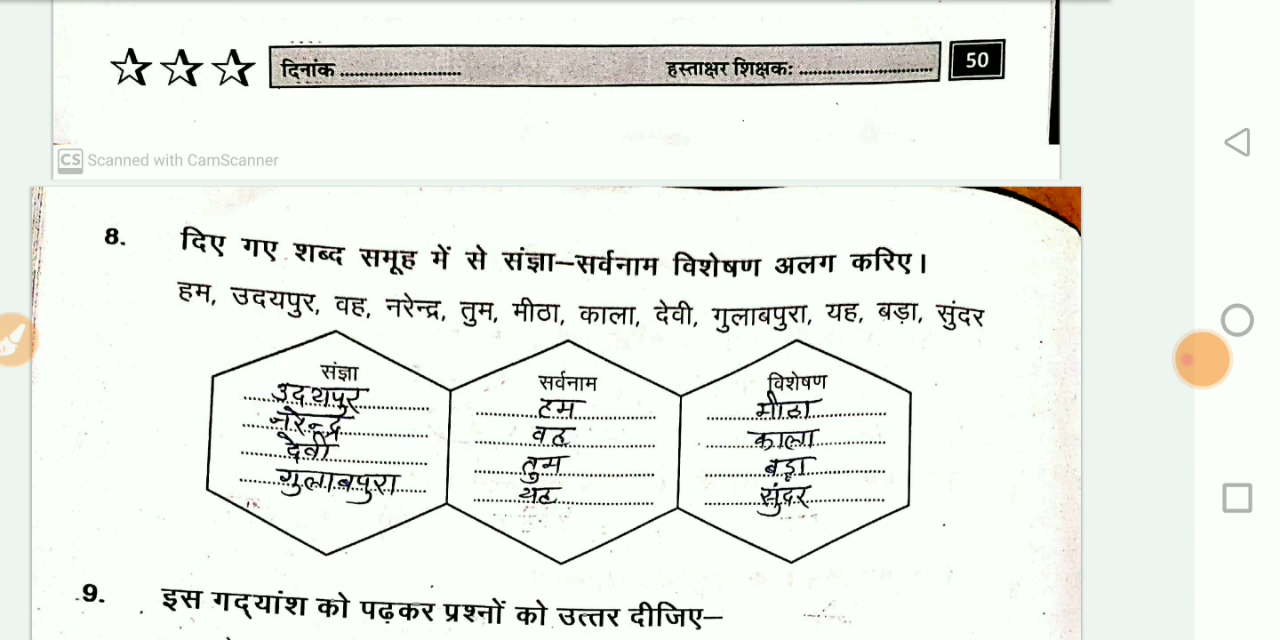 दिनांक ........................... हस्ताक्षर शिक्षक: ............................... 50
CS Scanned with CamScanner
8. दिए गए शब्द समूह में से संज्ञा–सर्वनाम विशेषण अलग करिए।
हम, उदयपुर, वह, नरेन्द्र, तुम, मीठा, काला, देवी, गुलाबपुरा, यह, बड़ा, सुंदर
संज्ञा
उदयपुर
नरेन्द्र
देवी
गुलाबपुरा
सर्वनाम
हम
वह
तुम
यह
विशेषण
मीठा
काला
बड़ा
सुंदर
9. इस गद्यांश को पढ़कर प्रश्नों को उत्तर दीजिए–